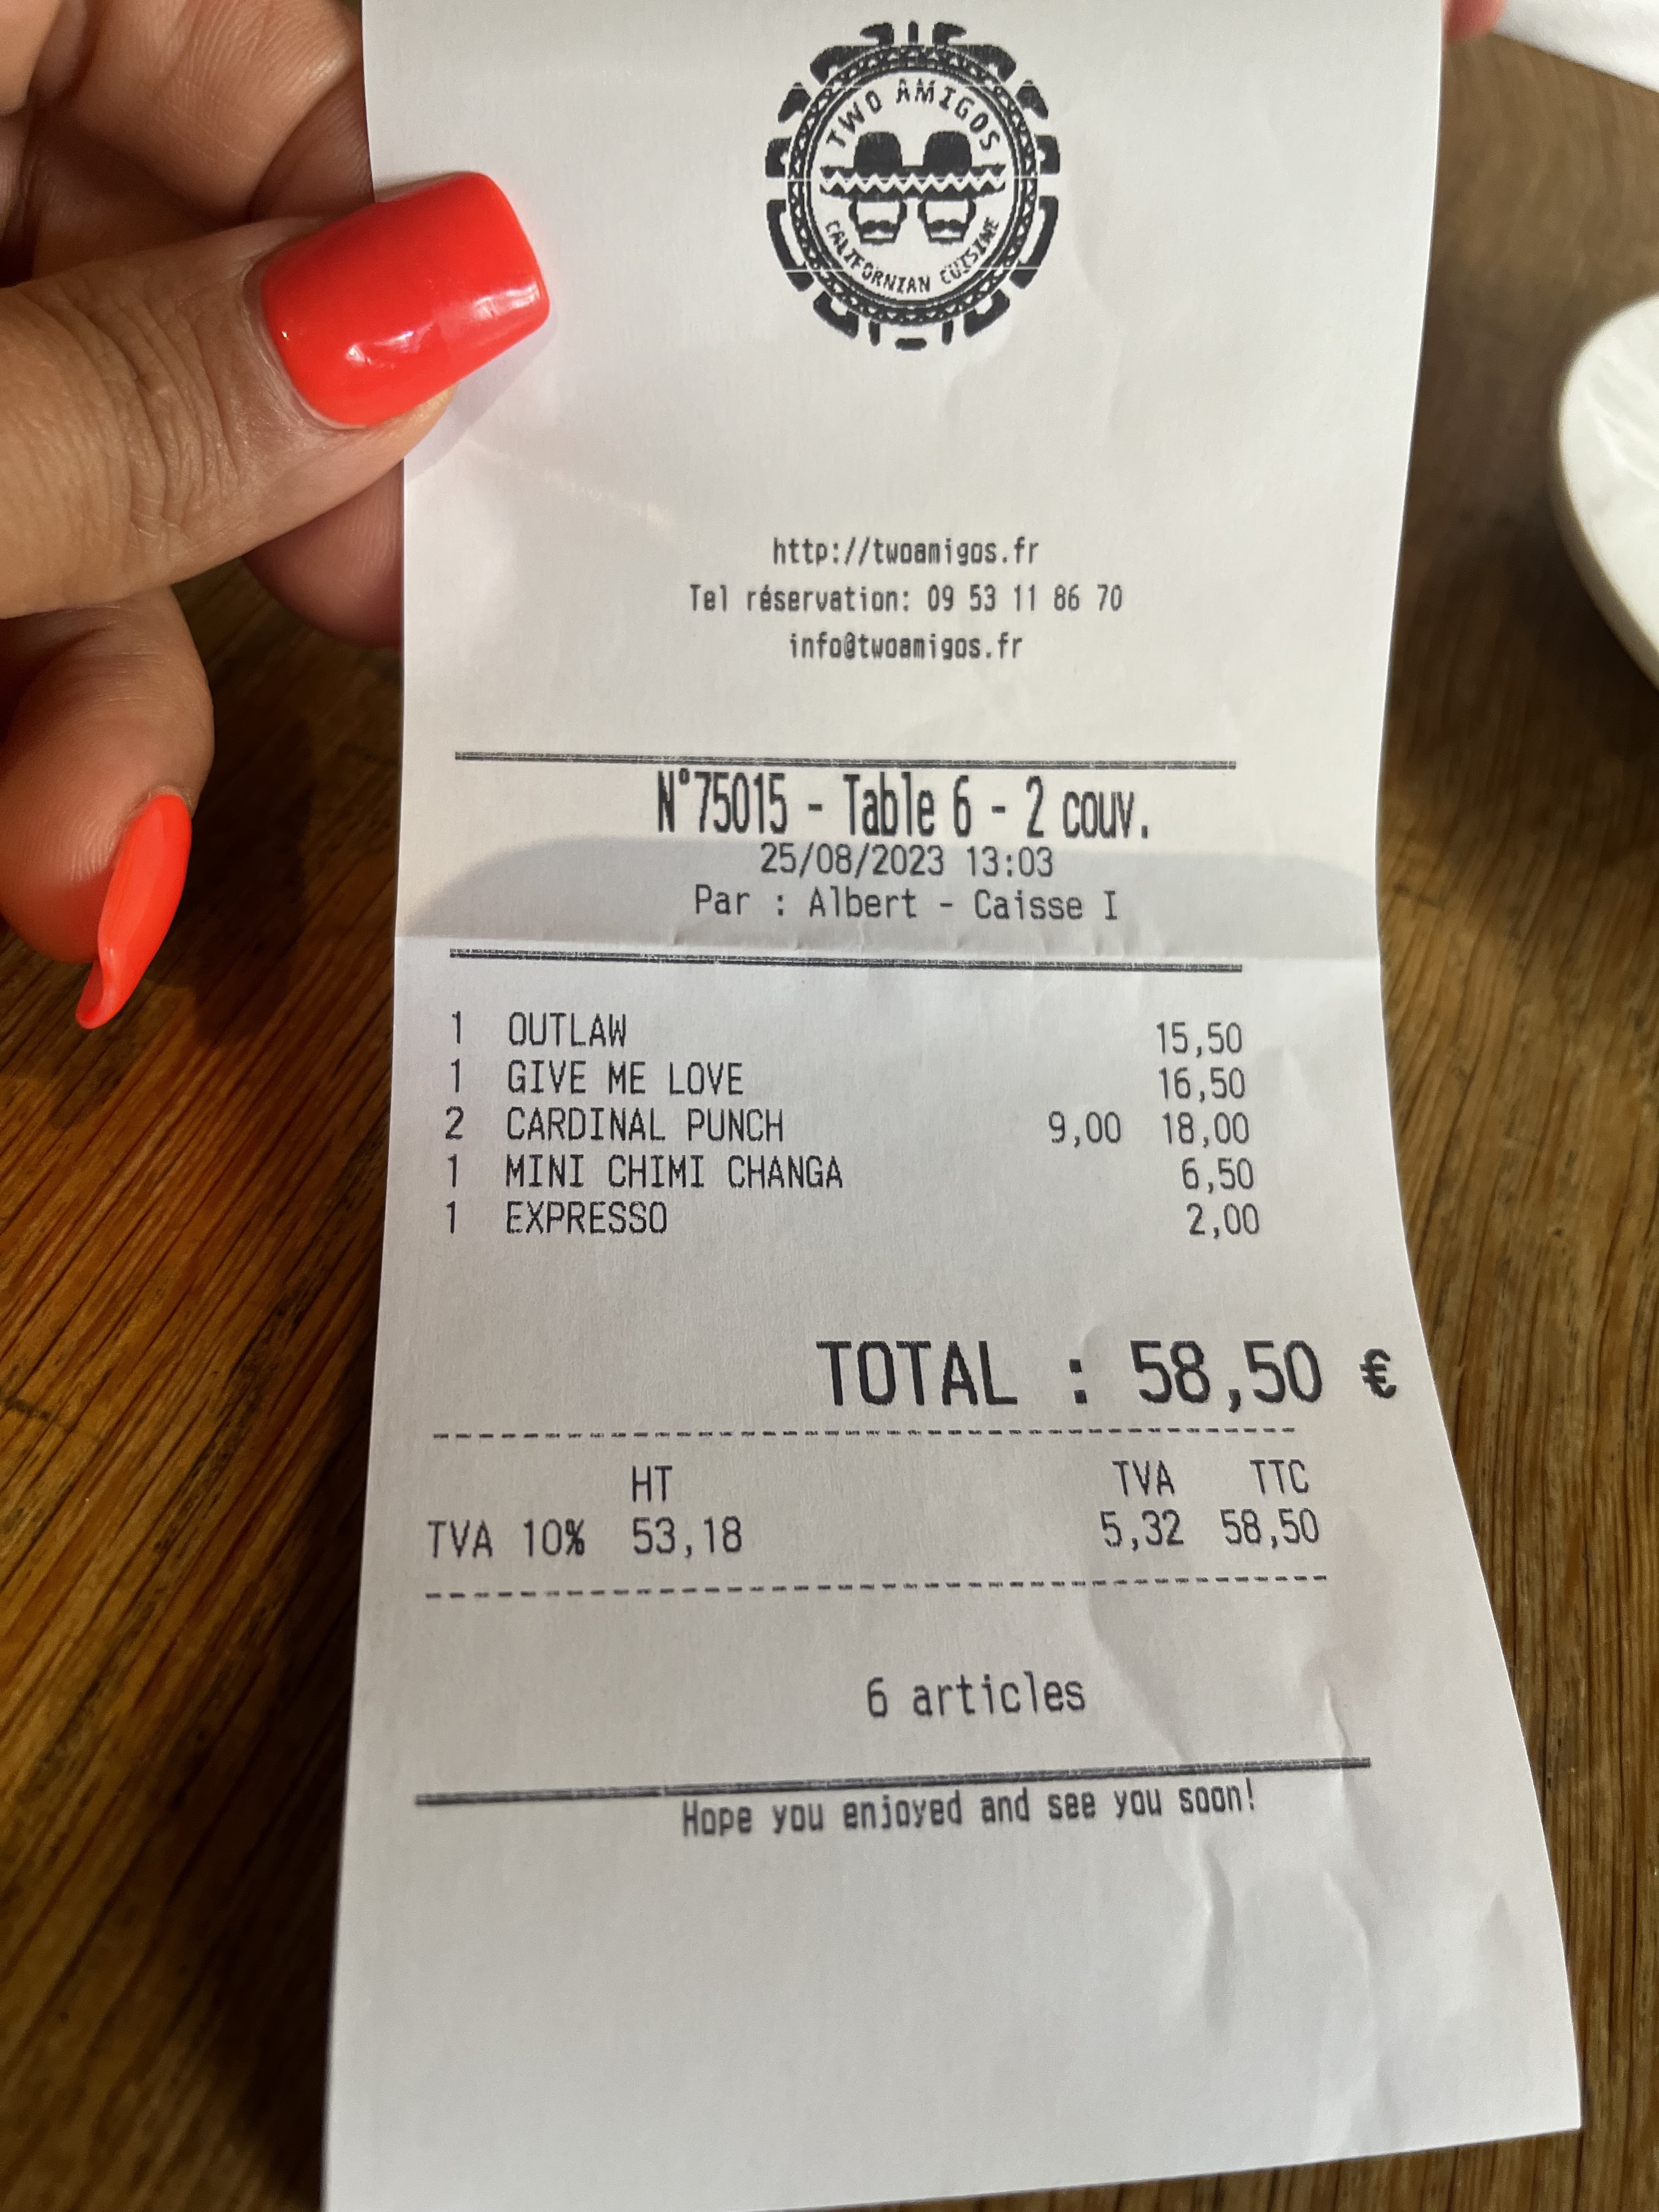 TWO AMIGOS
CALIFORNIAN CUISINE
http://twoamigos.fr
Tel réservation: 09 53 11 86 70
info@twoamigos.fr
N°75015 - Table 6 - 2 couv.
25/08/2023 13:03
Par : Albert - Caisse I
1 OUTLAW 15,50
1 GIVE ME LOVE 16,50
2 CARDINAL PUNCH 9,00 18,00
1 MINI CHIMI CHANGA 6,50
1 EXPRESSO 2,00
TOTAL : 58,50 €
HT TVA TTC
TVA 10% 53,18 5,32 58,50
6 articles
Hope you enjoyed and see you soon!